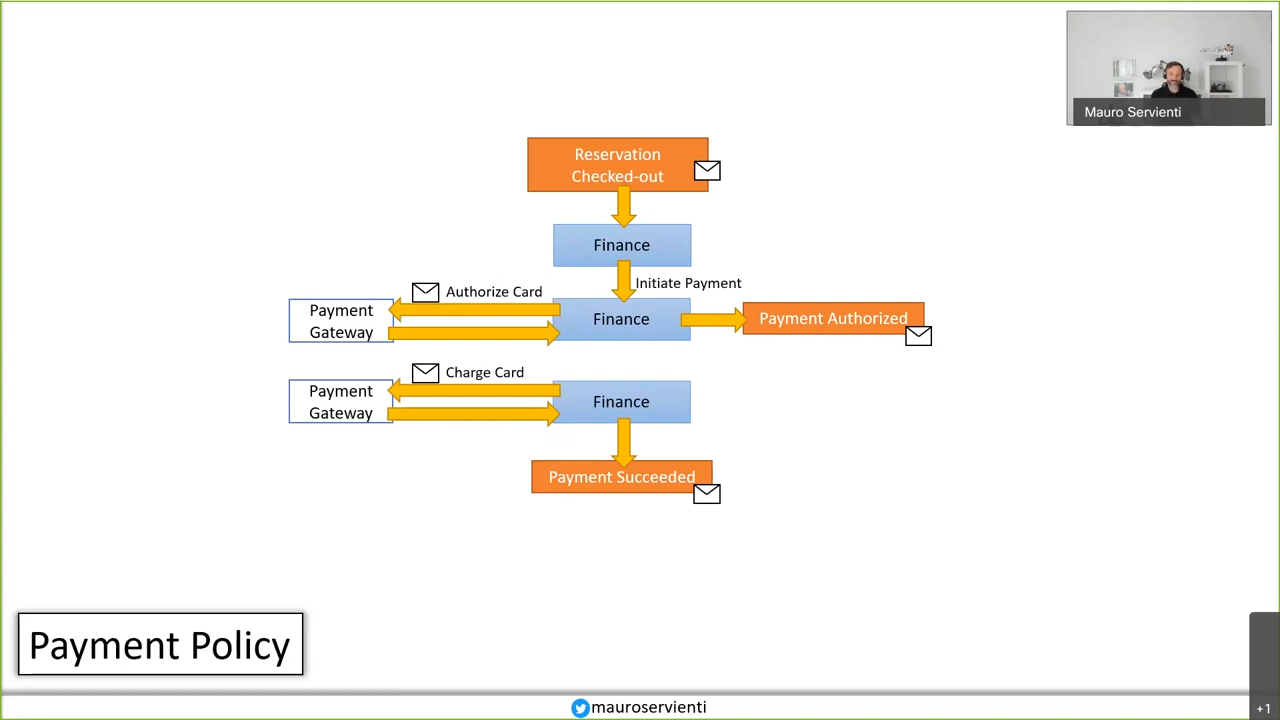 Mauro Servienti
Reservation
Checked-out
Finance
Initiate Payment
Authorize Card
Payment
Gateway
Finance
Payment Authorized
Charge Card
Payment
Gateway
Finance
Payment Succeeded
Payment Policy
mauroservienti
+1